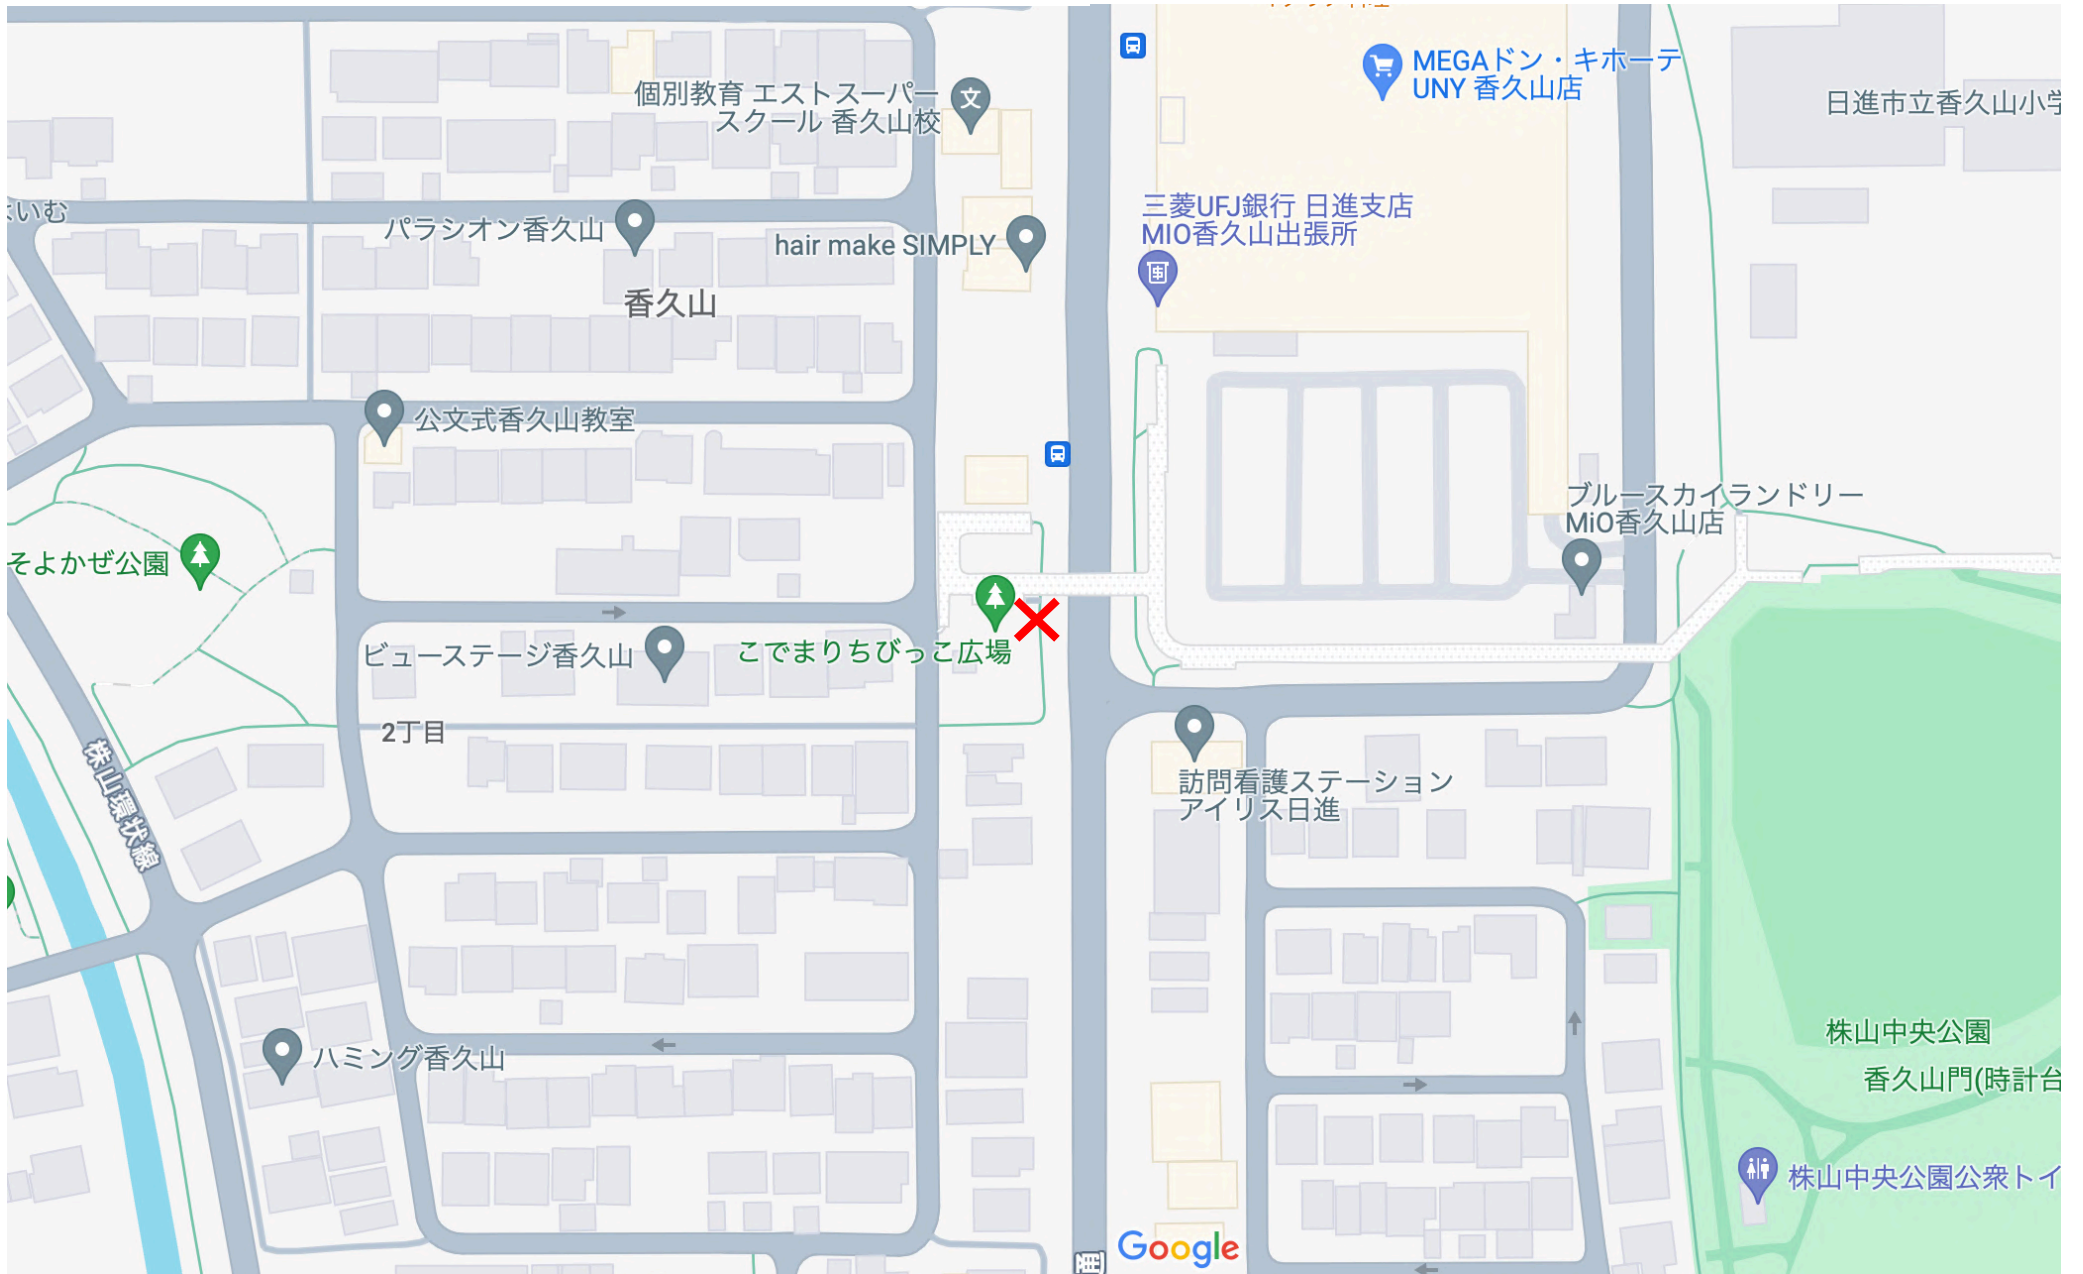 MEGAドン・キホーテ
UNY 香久山店
個別教育 エストスーパー
スクール 香久山校
文
日進市立香久山小学
いむ
パラシオン香久山
hair make SIMPLY
三菱UFJ銀行 日進支店
MIO香久山出張所
香久山
公文式香久山教室
ブルースカイランドリー
MiO香久山店
そよかぜ公園
ビューステージ香久山
こでまりちびっこ広場
2丁目
株山環状線
訪問看護ステーション
アイリス日進
株山中央公園
香久山門(時計台
ハミング香久山
株山中央公園公衆トイ
Google